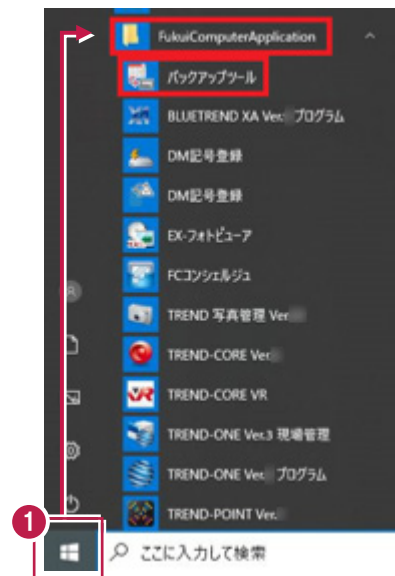 FukuiComputerApplication
バックアップツール
BLUETREND XA Ver. プログラム
DM記号登録
DM記号登録
EX-フォトビューア
FCコンシェルジュ
TREND 写真管理 Ver
TREND-CORE Ver.
TREND-CORE VR
TREND-ONE Ver.3 現場管理
TREND-ONE Ver. プログラム
TREND-POINT Ver.
1
ここに入力して検索